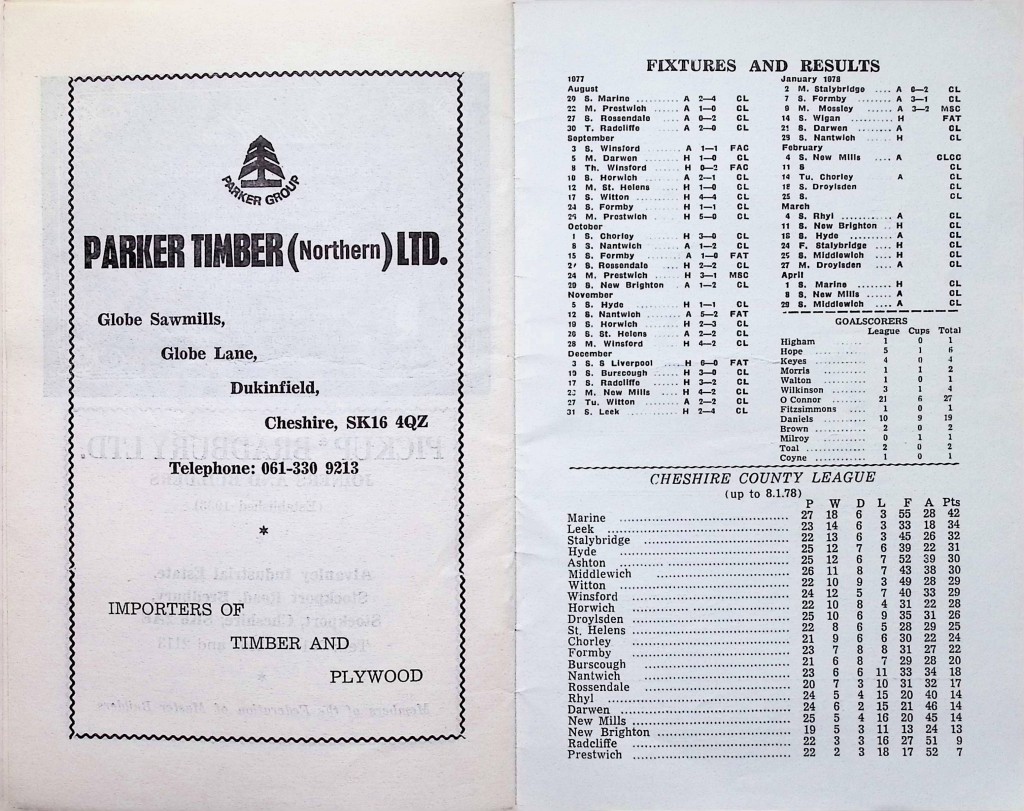 PARKER GROUP
PARKER TIMBER (Northern) LTD.
Globe Sawmills,
Globe Lane,
Dukinfield,
Cheshire, SK16 4QZ
Telephone: 061-330 9213
*
IMPORTERS OF
TIMBER AND
PLYWOOD
FIXTURES AND RESULTS
1977
August
20 S. Marine .......... A 2—4 CL
22 M. Prestwich ....... A 1—0 CL
27 S. Rossendale ...... A 0—2 CL
30 T. Radcliffe ....... A 2—0 CL
September
3 S. Winsford ...... A 1—1 FAC
5 M. Darwen ...... H 1—0 CL
8 Th. Winsford ...... H 0—2 FAC
10 S. Horwich ...... A 2—1 CL
12 M. St. Helens .... H 1—0 CL
17 S. Witton ...... H 4—4 CL
24 S. Formby ...... H 1—1 CL
26 M. Prestwich ...... H 5—0 CL
October
1 S. Chorley ...... H 3—0 CL
8 S. Nantwich ...... A 1—2 CL
15 S. Formby ...... A 1—0 FAT
S. Rossendale ...... H 2—2 CL
24 M. Prestwich ...... H 3—1 MSC
29 S. New Brighton .. A 1—2 CL
November
5 S. Hyde ...... H 1—1 CL
12 S. Nantwich ...... A 5—2 FAT
19 S. Horwich ...... H 2—3 CL
26 S. St. Helens .... A 2—2 CL
28 M. Winsford ...... H 4—2 CL
December
3 S. S Liverpool ...... H 6—0 FAT
10 S. Burscough ...... H 3—0 CL
17 S. Radcliffe ...... H 3—2 CL
M. New Mills ...... H 4—2 CL
27 Tu. Witton ...... A 2—2 CL
31 S. Leek ...... H 2—4 CL
January 1978
2 M. Stalybridge .... A 0—2 CL
7 S. Formby ........ A 3—1 CL
9 M. Mossley ...... A 3—2 MSC
14 S. Wigan .......... H FAT
21 S. Darwen ........ A CL
28 S. Nantwich ...... H CL
February
4 S. New Mills .... A CLCC
11 S CL
14 Tu. Chorley A CL
18 S. Droylsden CL
25 S. CL
March
4 S. Rhyl ........... A CL
11 S. New Brighton .. H CL
18 S. Hyde .......... A CL
24 F. Stalybridge .... H CL
25 S. Middlewich .... H CL
27 M. Droylsden .... A CL
April
1 S. Marine ........ H CL
8 S. New Mills ...... A CL
29 S. Middlewich .... A CL
GOALSCORERS
League Cups Total
Higham ...... 1 0 1
Hope ...... 5 1 6
Keyes ...... 4 0 4
Morris ...... 1 1 2
Walton ...... 1 0 1
Wilkinson .... 3 1 4
O Connor .... 21 6 27
Fitzsimmons .... 1 0 1
Daniels ...... 10 9 19
Brown ...... 2 0 2
Milroy ...... 0 1 1
Toal ...... 2 0 2
Coyne ...... 1 0 1
CHESHIRE COUNTY LEAGUE
(up to 8.1.78)
P W D L F A Pts
Marine ...... 27 18 6 3 55 28 42
Leek ...... 23 14 6 3 33 18 34
Stalybridge ...... 22 13 6 3 45 26 32
Hyde ...... 25 12 7 6 39 22 31
Ashton ...... 25 12 6 7 52 39 30
Middlewich ...... 26 11 8 7 43 38 30
Witton ...... 22 10 9 3 49 28 29
Winsford ...... 24 12 5 7 40 33 29
Horwich ...... 22 10 8 4 31 22 28
Droylsden ...... 25 10 6 9 35 31 26
St. Helens ...... 22 8 6 5 28 29 25
Chorley ...... 21 9 6 6 30 22 24
Formby ...... 23 7 8 8 31 27 22
Burscough ...... 21 6 8 7 29 28 20
Nantwich ...... 23 6 6 11 33 34 18
Rossendale ...... 20 7 3 10 31 32 17
Rhyl ...... 24 5 4 15 20 40 14
Darwen ...... 24 6 2 15 21 46 14
New Mills ...... 25 5 4 16 20 45 14
New Brighton ...... 19 5 3 11 13 24 13
Radcliffe ...... 22 3 3 16 27 51 9
Prestwich ...... 22 2 3 18 17 52 7